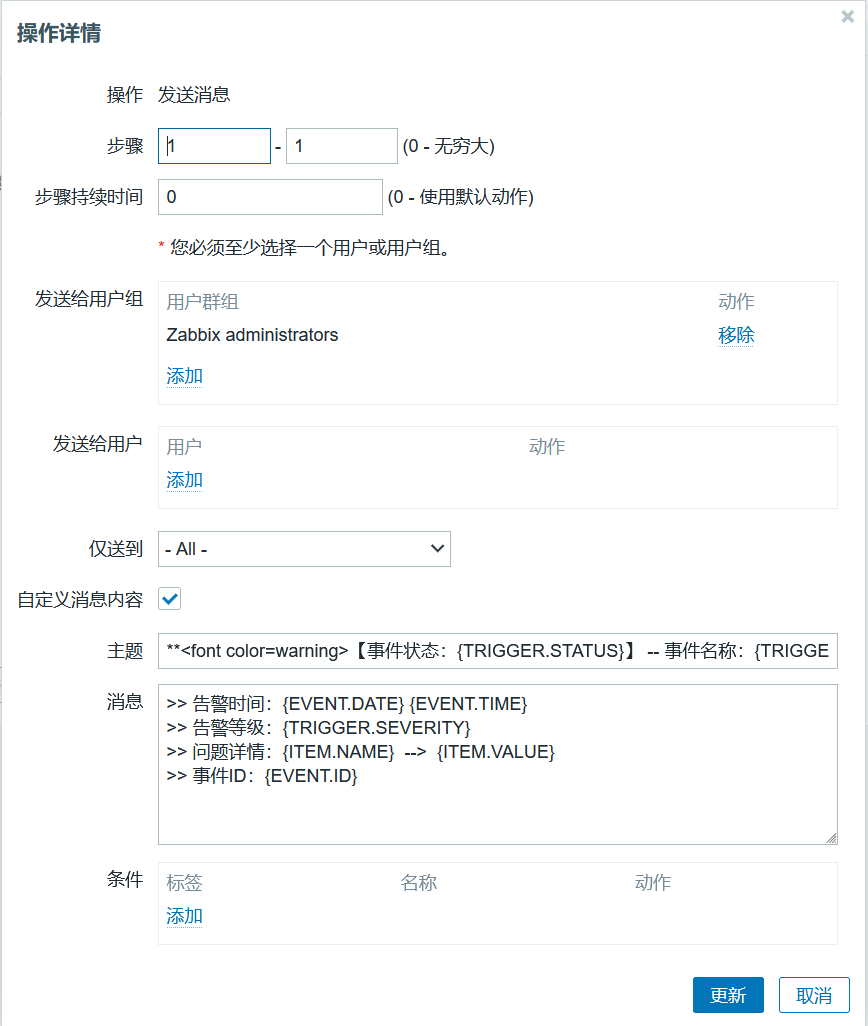 操作详情
操作 发送消息
步骤 1 - 1 (0 - 无穷大)
步骤持续时间 0 (0 - 使用默认动作)
* 您必须至少选择一个用户或用户组。
发送给用户组 用户群组 动作
Zabbix administrators 移除
添加
发送给用户 用户 动作
添加
仅送到 - All -
自定义消息内容
主题 **<font color=warning>【事件状态：{TRIGGER.STATUS}】 -- 事件名称：{TRIGGE
消息 >> 告警时间：{EVENT.DATE} {EVENT.TIME}
>> 告警等级：{TRIGGER.SEVERITY}
>> 问题详情：{ITEM.NAME} --> {ITEM.VALUE}
>> 事件ID：{EVENT.ID}
条件 标签 名称 动作
添加
更新 取消